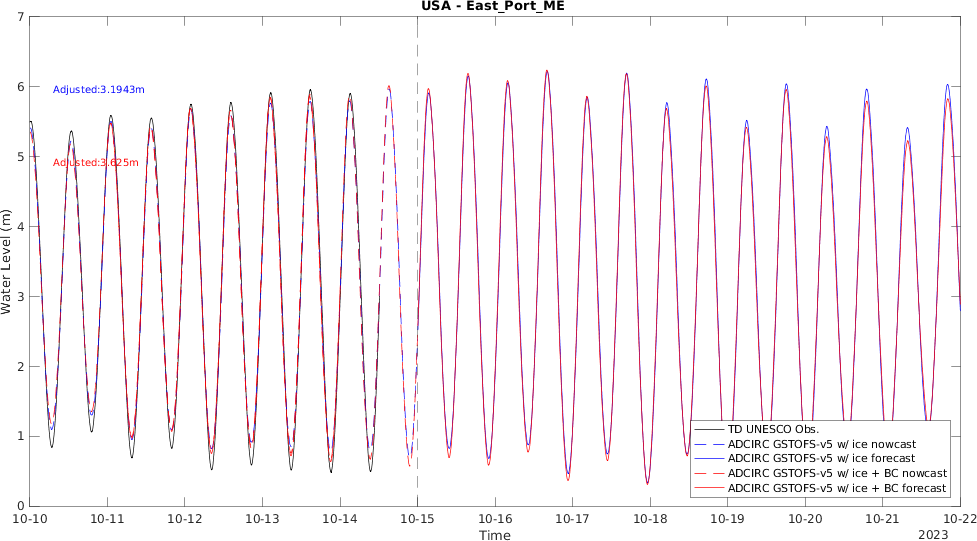 USA - East_Port_ME
7
6
5
4
3
2
1
0
Water Level (m)
Adjusted:3.1943m
Adjusted:3.625m
TD UNESCO Obs.
ADCIRC GSTOFS-v5 w/ ice nowcast
ADCIRC GSTOFS-v5 w/ ice forecast
ADCIRC GSTOFS-v5 w/ ice + BC nowcast
ADCIRC GSTOFS-v5 w/ ice + BC forecast
10-10 10-11 10-12 10-13 10-14 10-15 10-16 10-17 10-18 10-19 10-20 10-21 10-22
Time
2023